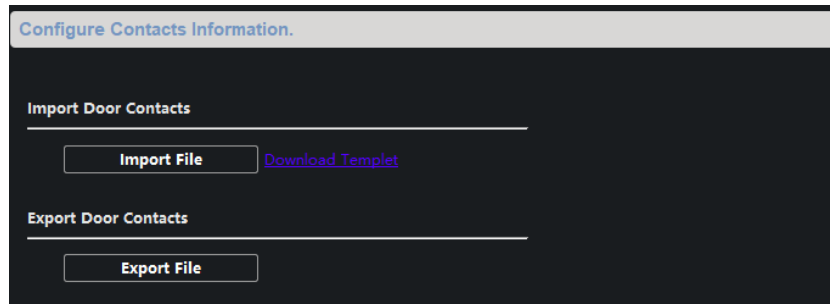 Configure Contacts Information.
Import Door Contacts
Import File Download Templet
Export Door Contacts
Export File